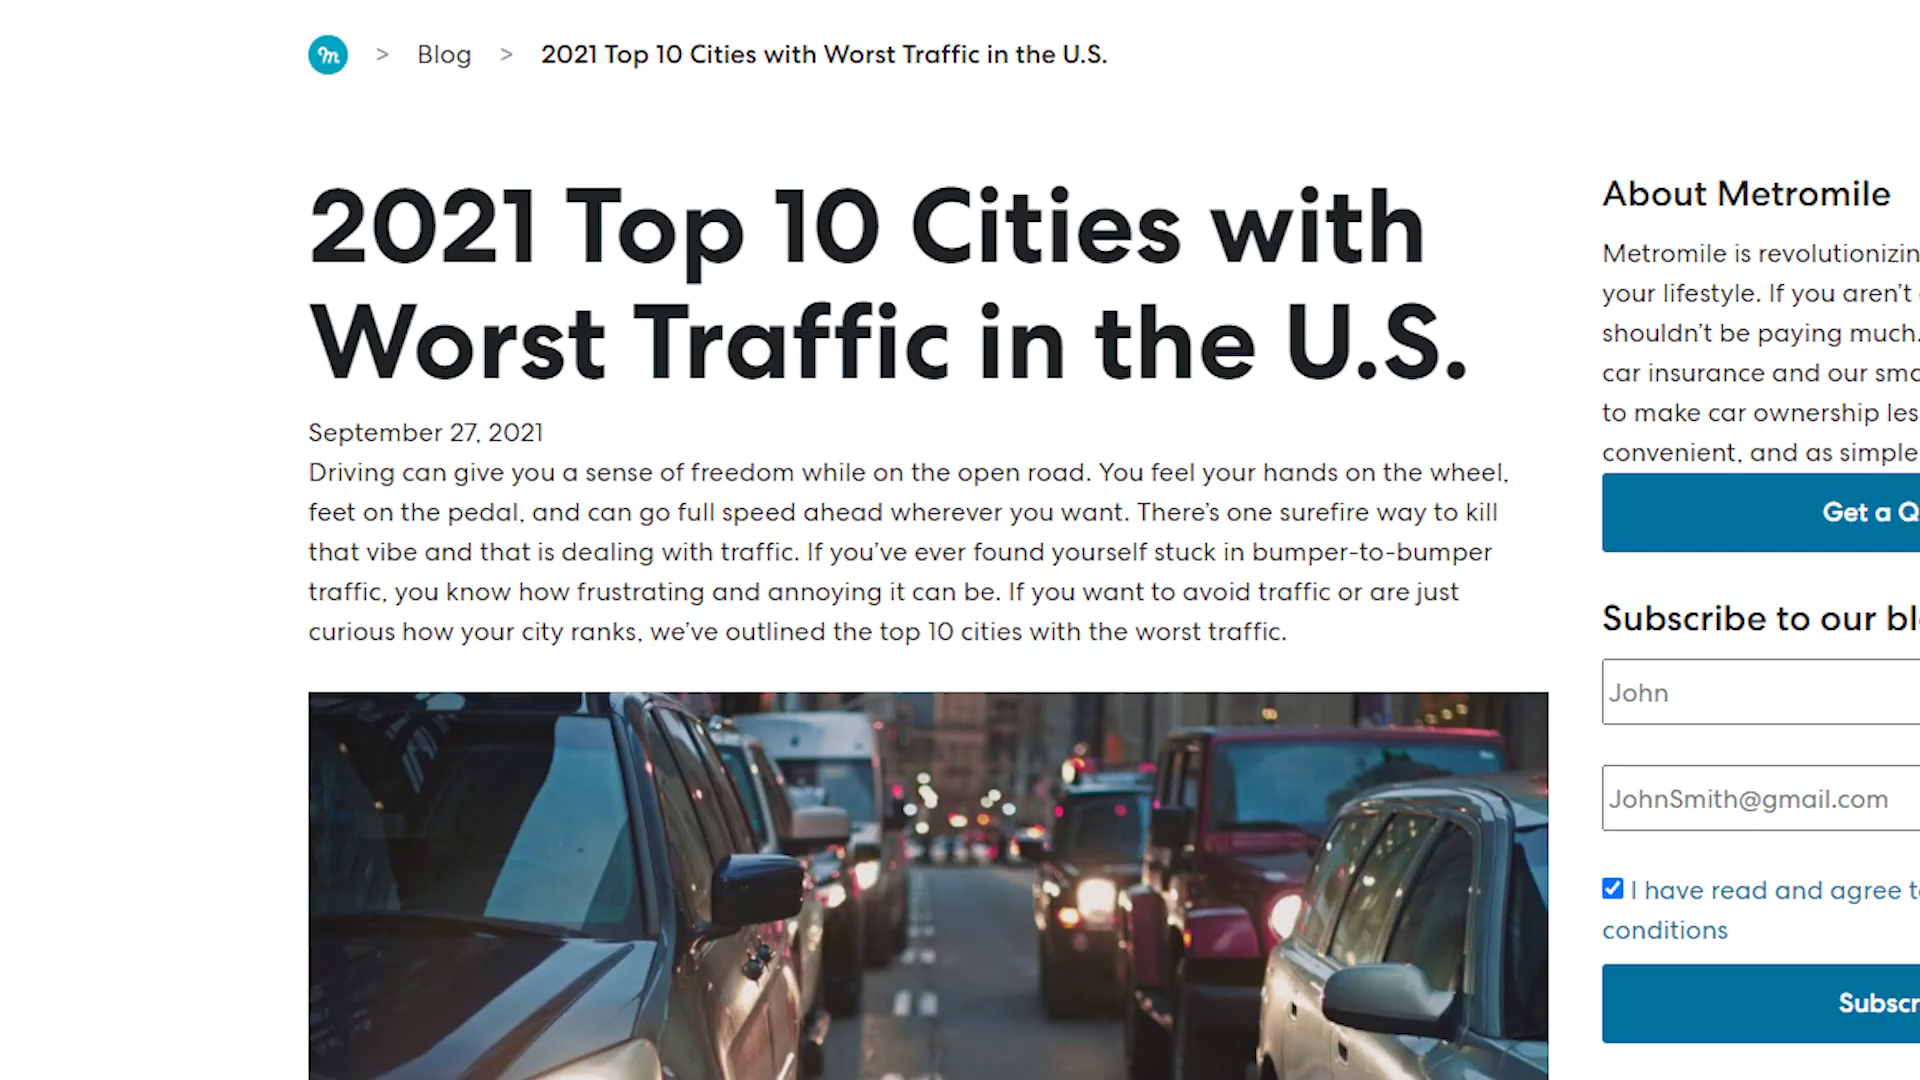 m > Blog > 2021 Top 10 Cities with Worst Traffic in the U.S.
2021 Top 10 Cities with
Worst Traffic in the U.S.
September 27, 2021
Driving can give you a sense of freedom while on the open road. You feel your hands on the wheel,
feet on the pedal, and can go full speed ahead wherever you want. There’s one surefire way to kill
that vibe and that is dealing with traffic. If you’ve ever found yourself stuck in bumper-to-bumper
traffic, you know how frustrating and annoying it can be. If you want to avoid traffic or are just
curious how your city ranks, we’ve outlined the top 10 cities with the worst traffic.
About Metromile
Metromile is revolutionizin
your lifestyle. If you aren’t
shouldn’t be paying much.
car insurance and our sma
to make car ownership les
convenient, and as simple
Get a Q
Subscribe to our bl
John
JohnSmith@gmail.com
I have read and agree to
conditions
Subscr